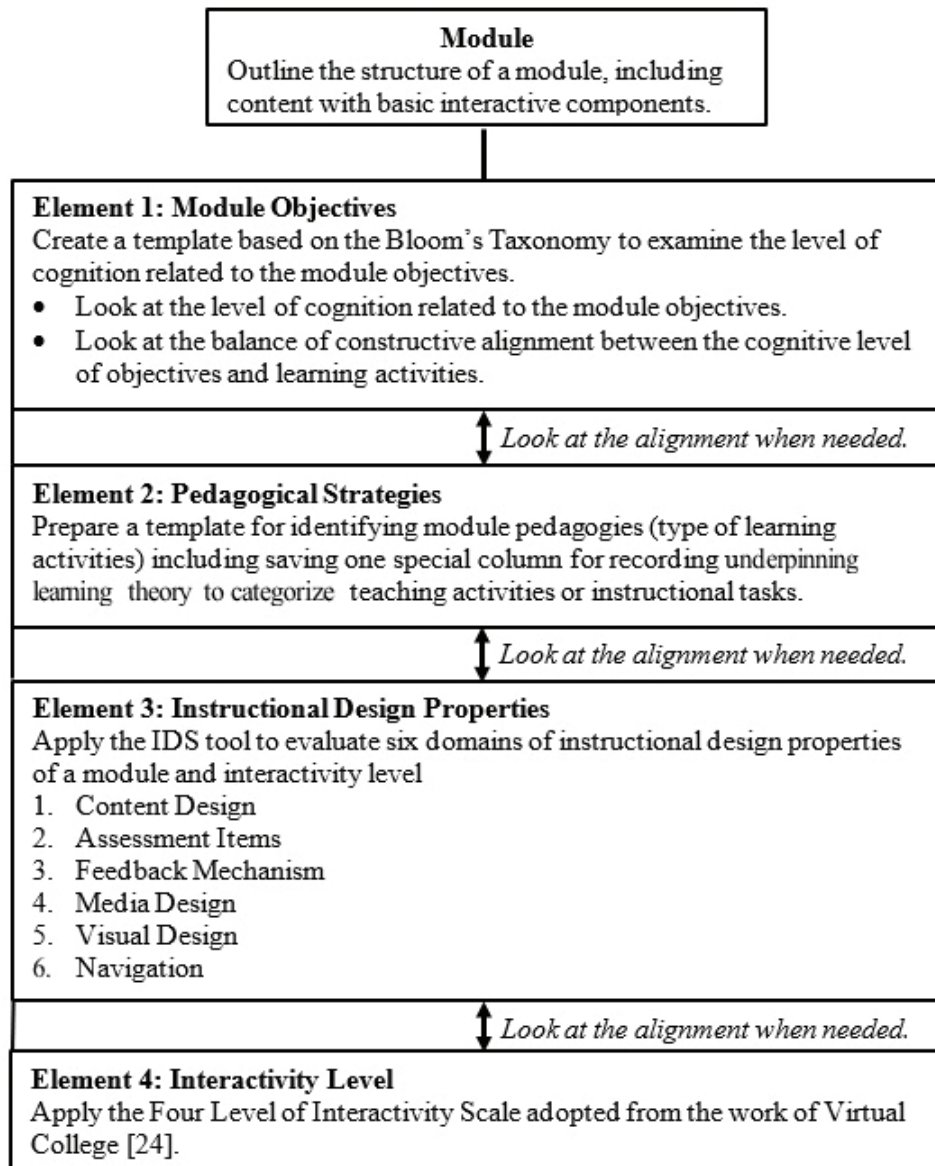 Module
Outline the structure of a module, including
content with basic interactive components.
Element 1: Module Objectives
Create a template based on the Bloom's Taxonomy to examine the level of
cognition related to the module objectives.
• Look at the level of cognition related to the module objectives.
• Look at the balance of constructive alignment between the cognitive level
of objectives and learning activities.
Look at the alignment when needed.
Element 2: Pedagogical Strategies
Prepare a template for identifying module pedagogies (type of learning
activities) including saving one special column for recording underpinning
learning theory to categorize teaching activities or instructional tasks.
Look at the alignment when needed.
Element 3: Instructional Design Properties
Apply the IDS tool to evaluate six domains of instructional design properties
of a module and interactivity level
1. Content Design
2. Assessment Items
3. Feedback Mechanism
4. Media Design
5. Visual Design
6. Navigation
Look at the alignment when needed.
Element 4: Interactivity Level
Apply the Four Level of Interactivity Scale adopted from the work of Virtual
College [24].